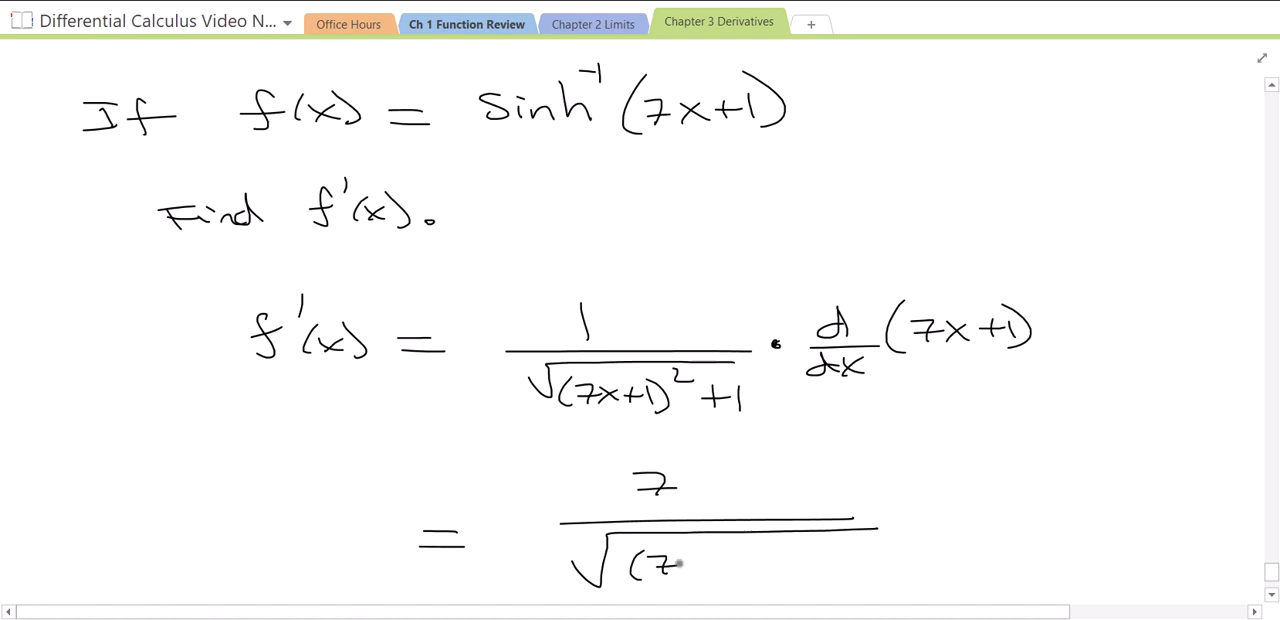 Differential Calculus Video N... Office Hours Ch 1 Function Review Chapter 2 Limits Chapter 3 Derivatives +
If f(x) = sinh⁻¹(7x+1)
Find f'(x).
f'(x) = 1/√((7x+1)²+1) · d/dx (7x+1)
= 7/√((7